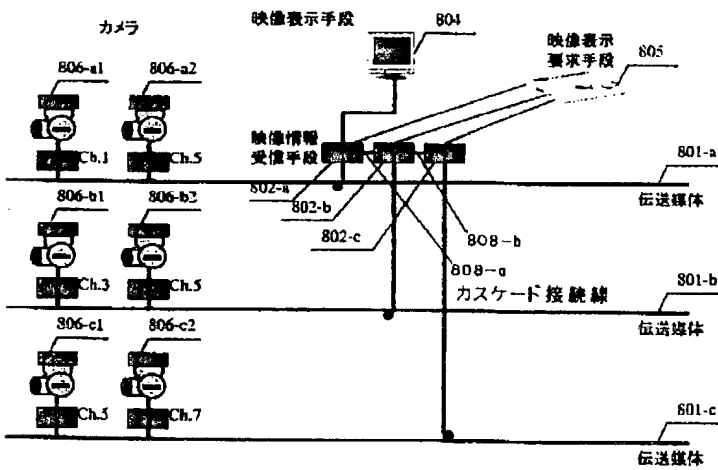 カメラ
映像表示手段
804
映像表示
要求手段
805
806-a1
806-a2
Ch.1
Ch.5
映像情報
受信手段
802-a
802-b
802-c
808-b
808-a
カスケード接続線
801-a
伝送媒体
806-b1
806-b2
Ch.3
Ch.5
801-b
伝送媒体
806-c1
806-c2
Ch.5
Ch.7
801-c
伝送媒体